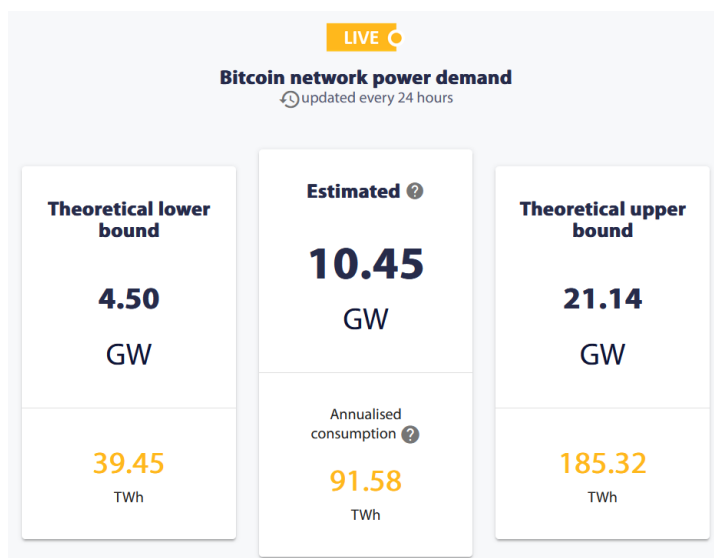 LIVE
Bitcoin network power demand
updated every 24 hours
Theoretical lower
bound
4.50
GW
39.45
TWh
Estimated ?
10.45
GW
Annualised
consumption ?
91.58
TWh
Theoretical upper
bound
21.14
GW
185.32
TWh